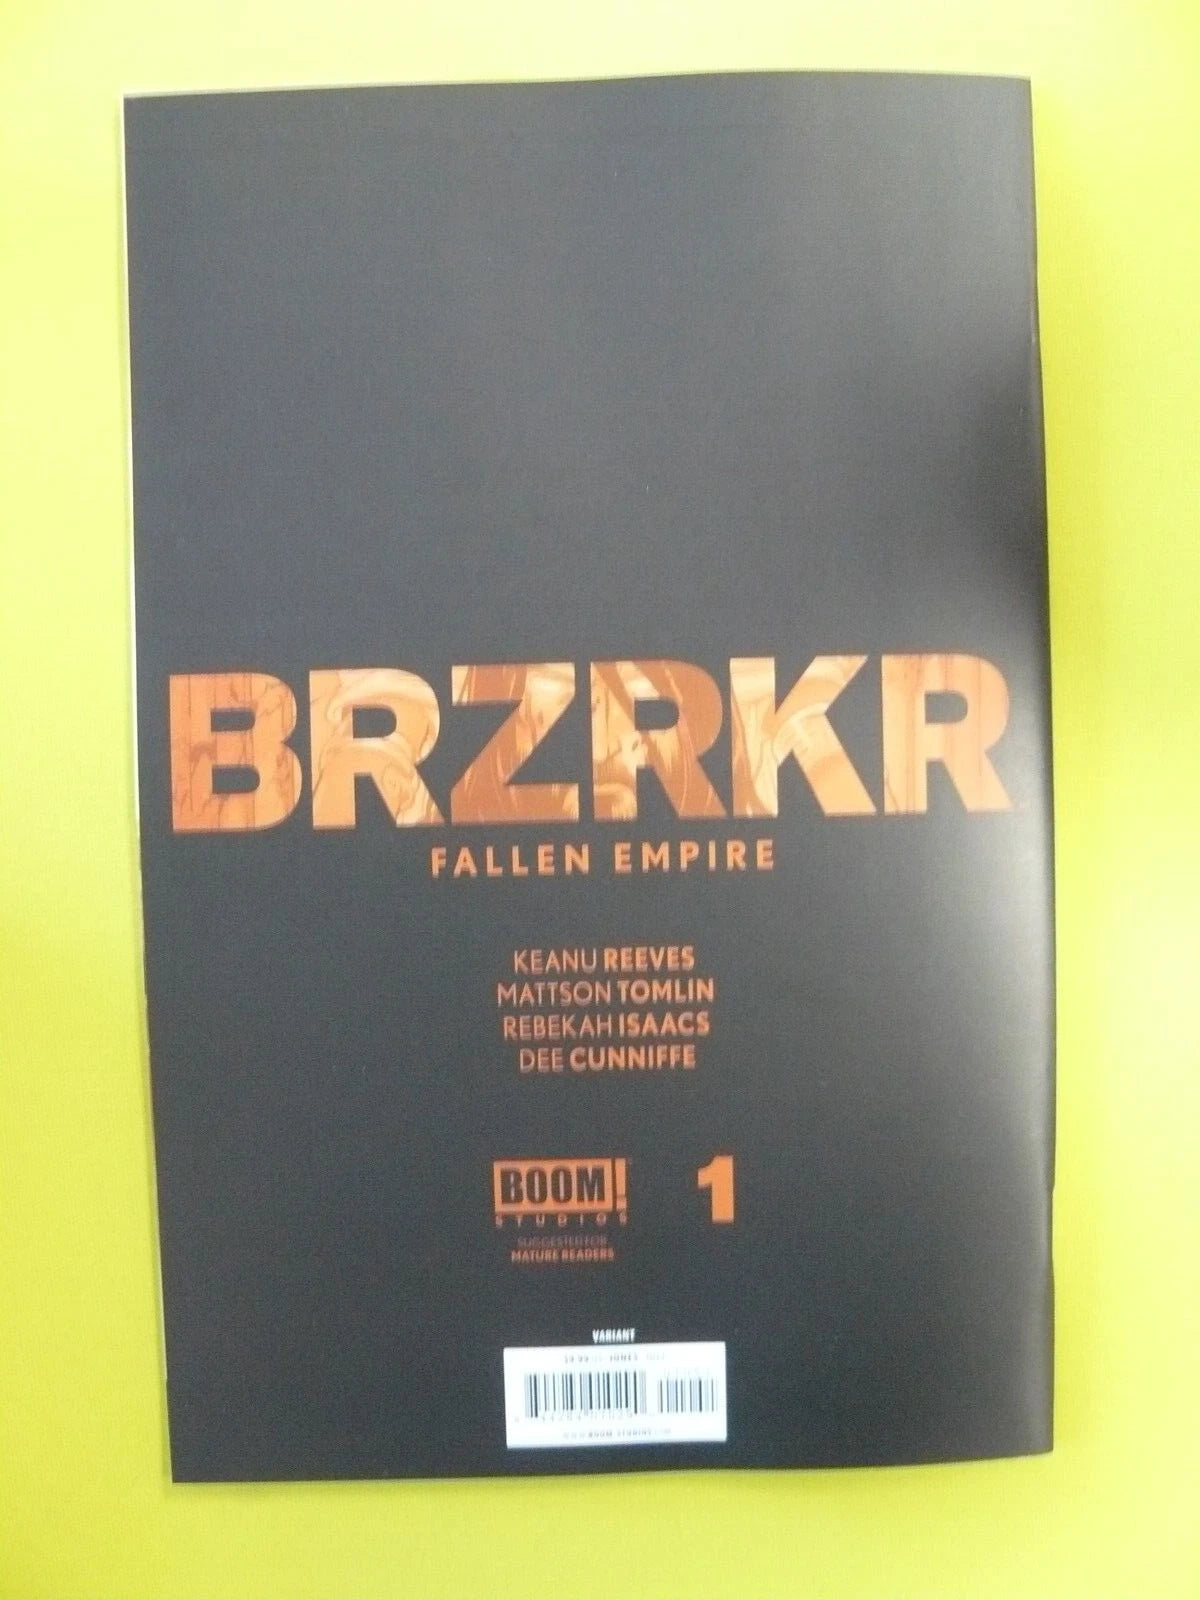 BRZRKR
FALLEN EMPIRE
KEANU REEVES
MATTSON TOMLIN
REBEKAH ISAACS
DEE CUNNIFFE
BOOM! 1
STUDIOS
SUGGESTED FOR
MATURE READERS
VARIANT